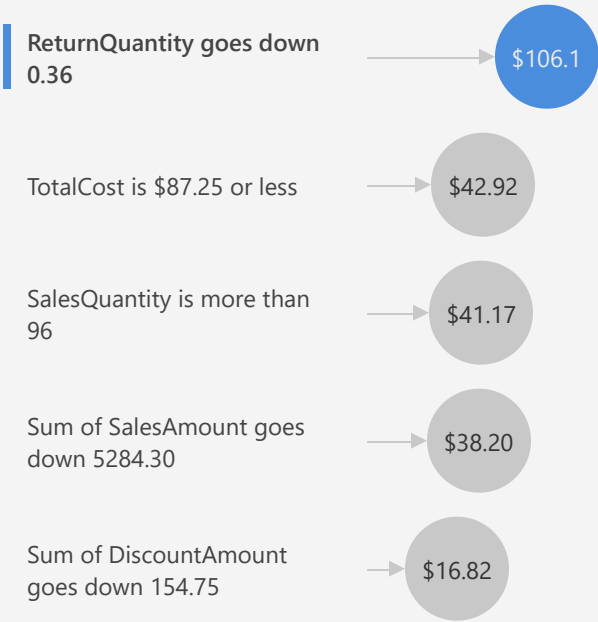 ReturnQuantity goes down
0.36
$106.1
TotalCost is $87.25 or less
$42.92
SalesQuantity is more than
96
$41.17
Sum of SalesAmount goes
down 5284.30
$38.20
Sum of DiscountAmount
goes down 154.75
$16.82